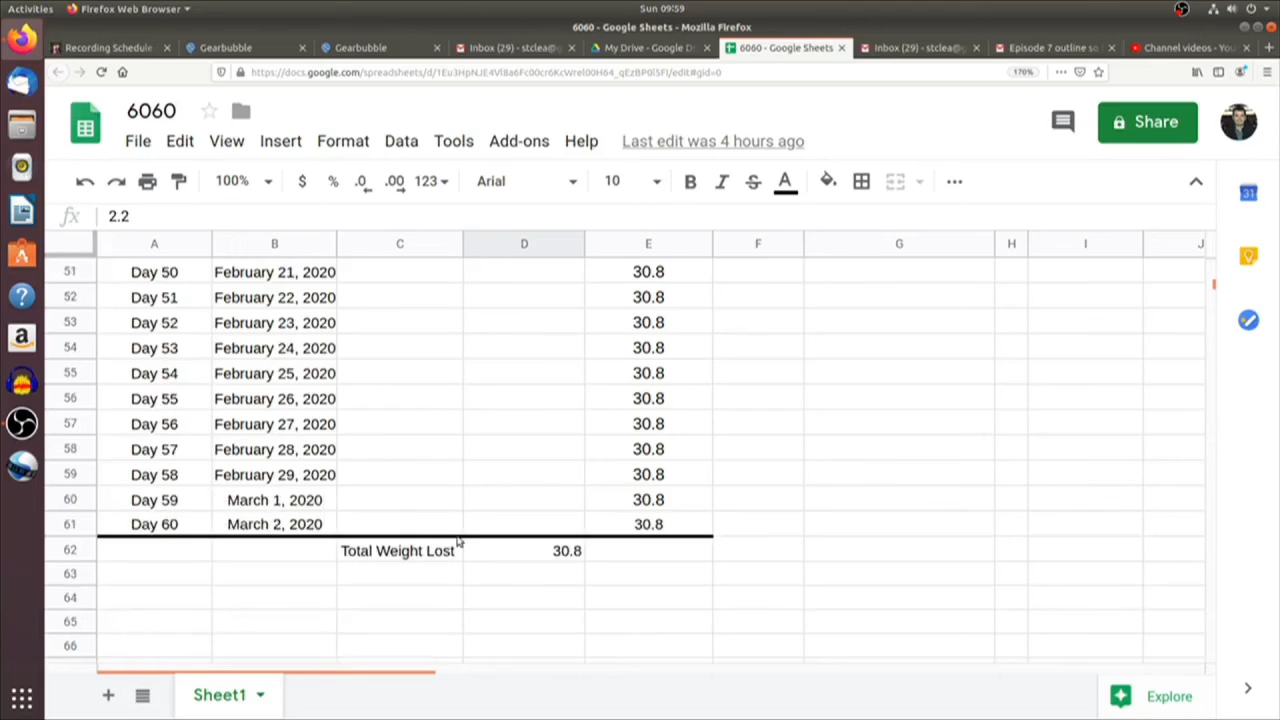 Activities Firefox Web Browser Sun 09:59
6060 - Google Sheets - Mozilla Firefox
Recording Schedule Gearbubble Gearbubble Inbox (29) - stclea@ My Drive - Google D 6060 - Google Sheets Inbox (29) - stclea@g Episode 7 outline so Channel videos - You
170%
6060 Share
File Edit View Insert Format Data Tools Add-ons Help Last edit was 4 hours ago
100% $ % .0 .00 123 Arial 10 B I S A
fx 2.2
A B C D E F G H I J
51 Day 50 February 21, 2020 30.8
52 Day 51 February 22, 2020 30.8
53 Day 52 February 23, 2020 30.8
54 Day 53 February 24, 2020 30.8
55 Day 54 February 25, 2020 30.8
56 Day 55 February 26, 2020 30.8
57 Day 56 February 27, 2020 30.8
58 Day 57 February 28, 2020 30.8
59 Day 58 February 29, 2020 30.8
60 Day 59 March 1, 2020 30.8
61 Day 60 March 2, 2020 30.8
62 Total Weight Lost 30.8
63
64
65
66
Sheet1 Explore